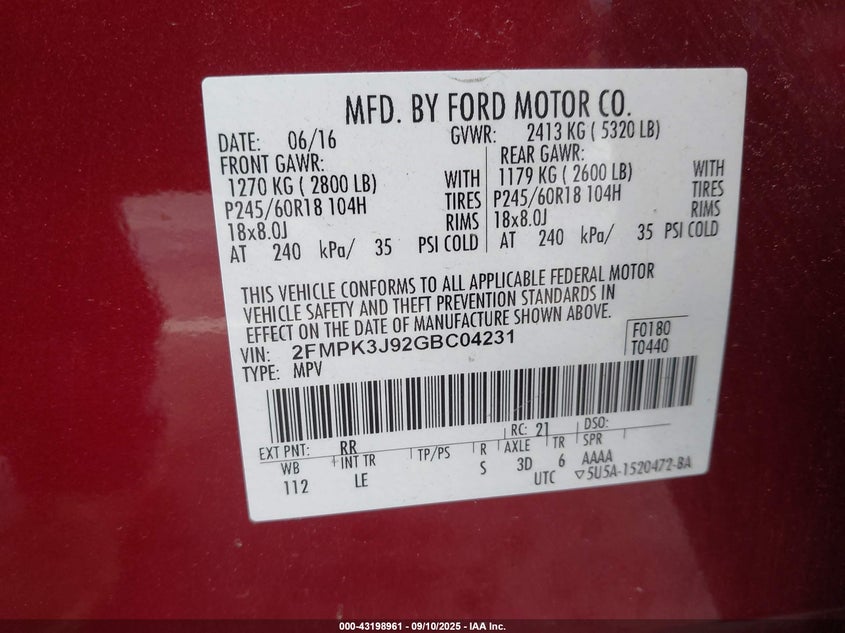 MFD. BY FORD MOTOR CO.
DATE: 06/16 GVWR: 2413 KG ( 5320 LB)
FRONT GAWR: REAR GAWR:
1270 KG ( 2800 LB) WITH 1179 KG ( 2600 LB) WITH
P245/60R18 104H TIRES P245/60R18 104H TIRES
18x8.0J RIMS 18x8.0J RIMS
AT 240 kPa/ 35 PSI COLD AT 240 kPa/ 35 PSI COLD
THIS VEHICLE CONFORMS TO ALL APPLICABLE FEDERAL MOTOR
VEHICLE SAFETY AND THEFT PREVENTION STANDARDS IN
EFFECT ON THE DATE OF MANUFACTURE SHOWN ABOVE.
VIN: 2FMPK3J92GBC04231 F0180
TYPE: MPV T0440
EXT PNT: RR RC: 21 DSO:
WB INT TR TP/PS R AXLE TR SPR
112 LE S 3D 6 AAAA
UTC ▽5U5A-1520472-BA
000-43198961 - 09/10/2025 - IAA Inc.